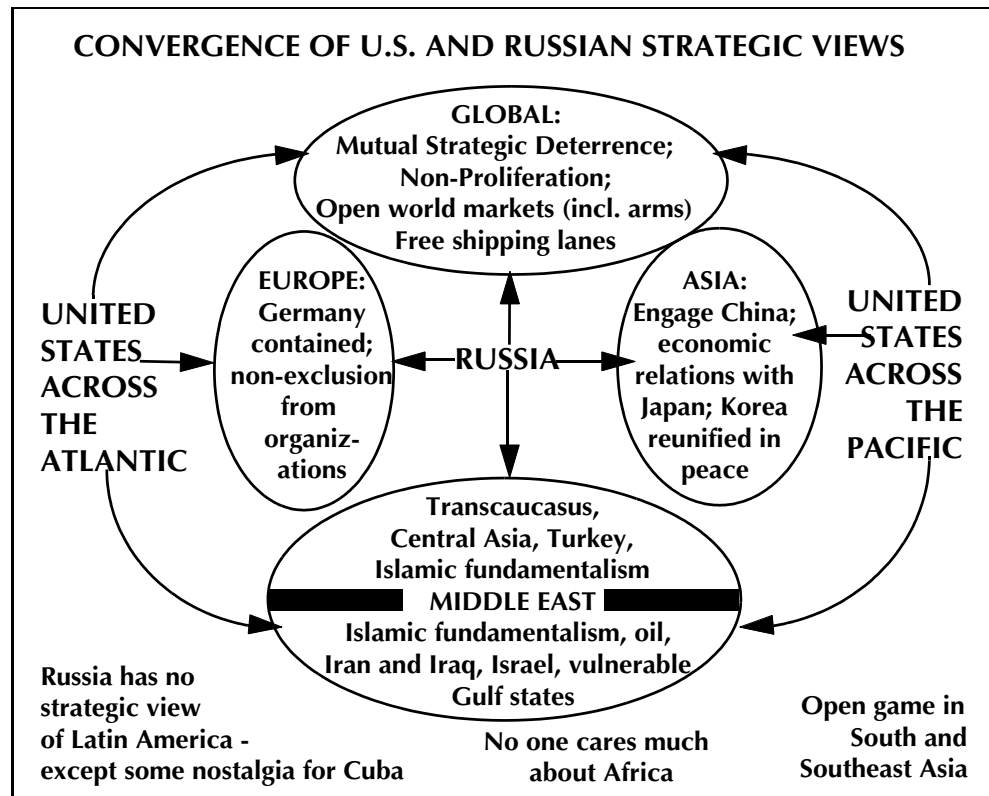 CONVERGENCE OF U.S. AND RUSSIAN STRATEGIC VIEWS
GLOBAL:
Mutual Strategic Deterrence;
Non-Proliferation;
Open world markets (incl. arms)
Free shipping lanes
UNITED
STATES
ACROSS
THE
ATLANTIC
EUROPE:
Germany
contained;
non-exclusion
from
organiz-
ations
RUSSIA
ASIA:
Engage China;
economic
relations with
Japan; Korea
reunified in
peace
UNITED
STATES
ACROSS
THE
PACIFIC
Transcaucasus,
Central Asia, Turkey,
Islamic fundamentalism
MIDDLE EAST
Islamic fundamentalism, oil,
Iran and Iraq, Israel, vulnerable
Gulf states
Russia has no
strategic view
of Latin America -
except some nostalgia for Cuba
No one cares much
about Africa
Open game in
South and
Southeast Asia